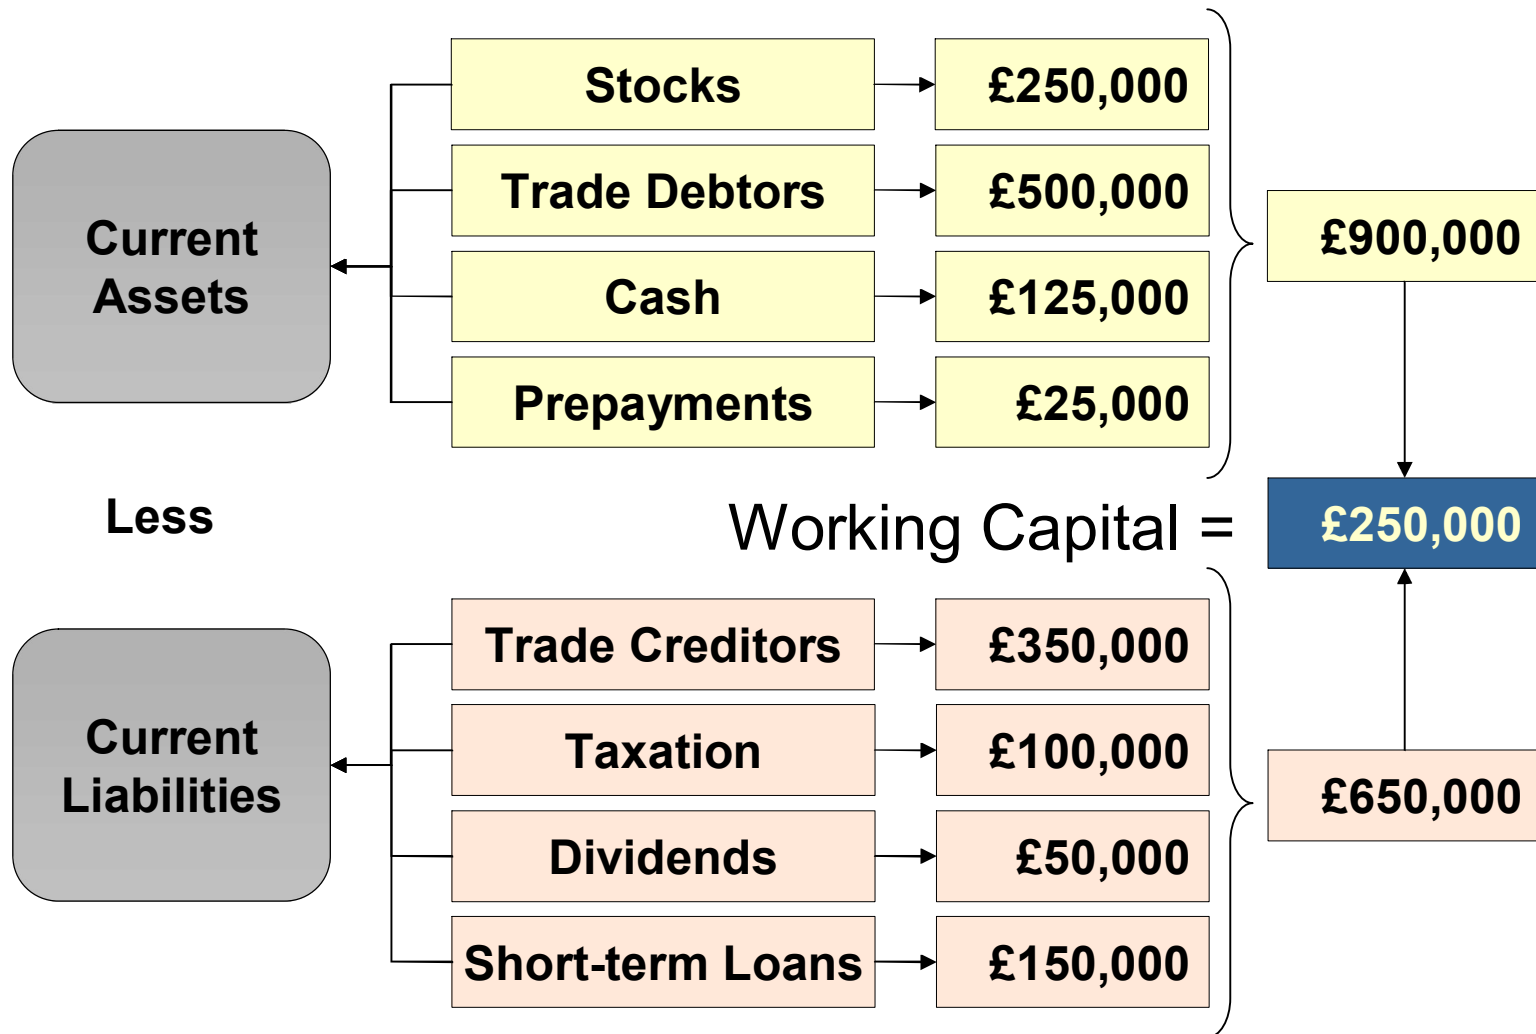 Current
Assets
Stocks £250,000
Trade Debtors £500,000
Cash £125,000
Prepayments £25,000
£900,000
Less
Working Capital = £250,000
Current
Liabilities
Trade Creditors £350,000
Taxation £100,000
Dividends £50,000
Short-term Loans £150,000
£650,000